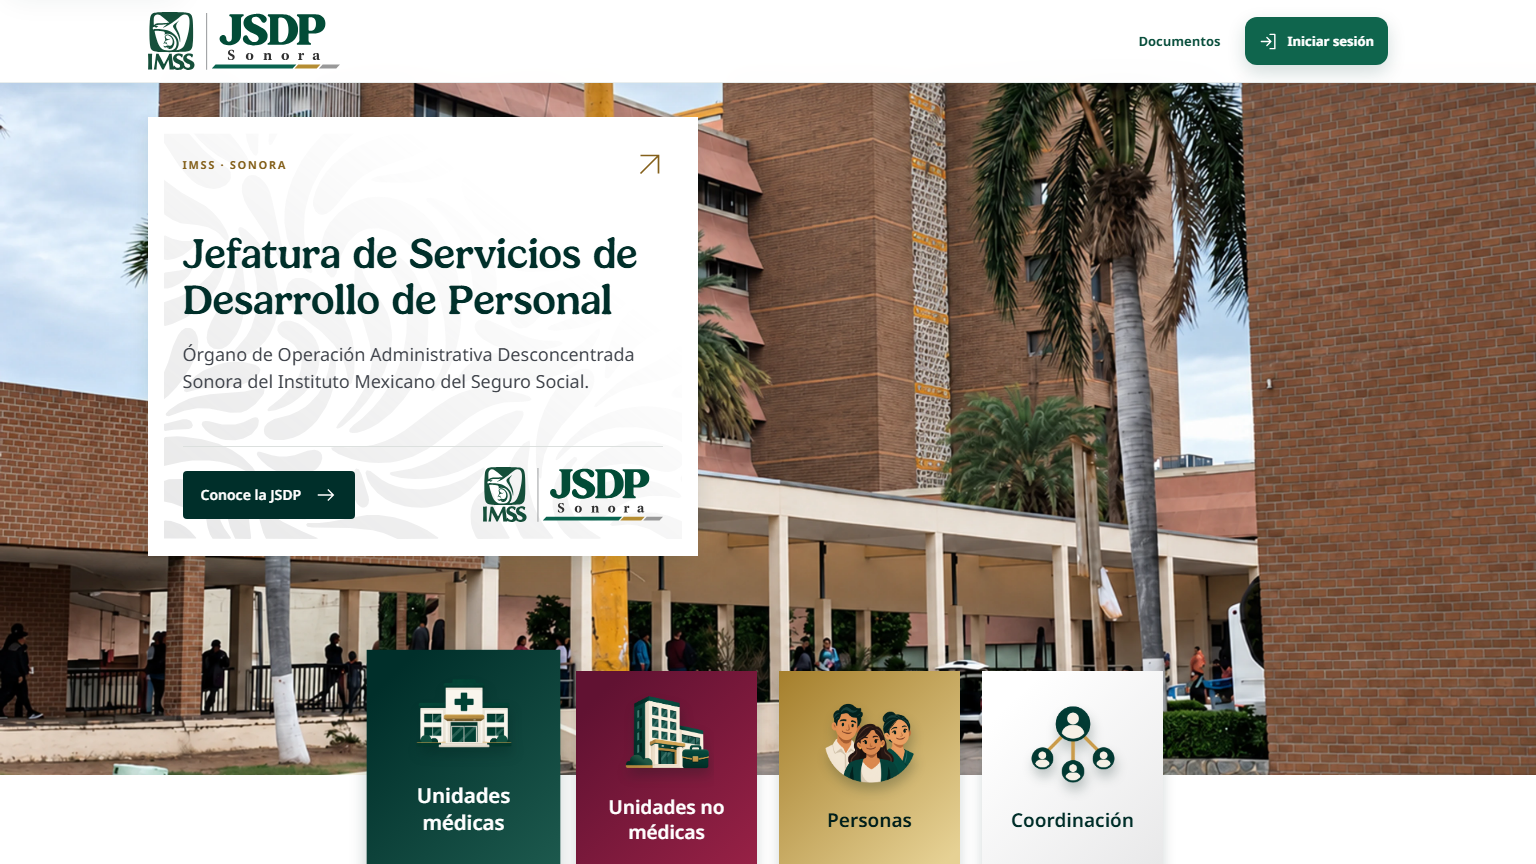 IMSS
JSDP
Sonora
Documentos
Iniciar sesión
IMSS · SONORA
Jefatura de Servicios de
Desarrollo de Personal
Órgano de Operación Administrativa Desconcentrada
Sonora del Instituto Mexicano del Seguro Social.
Conoce la JSDP
IMSS
JSDP
Sonora
Unidades
médicas
Unidades no
médicas
Personas
Coordinación